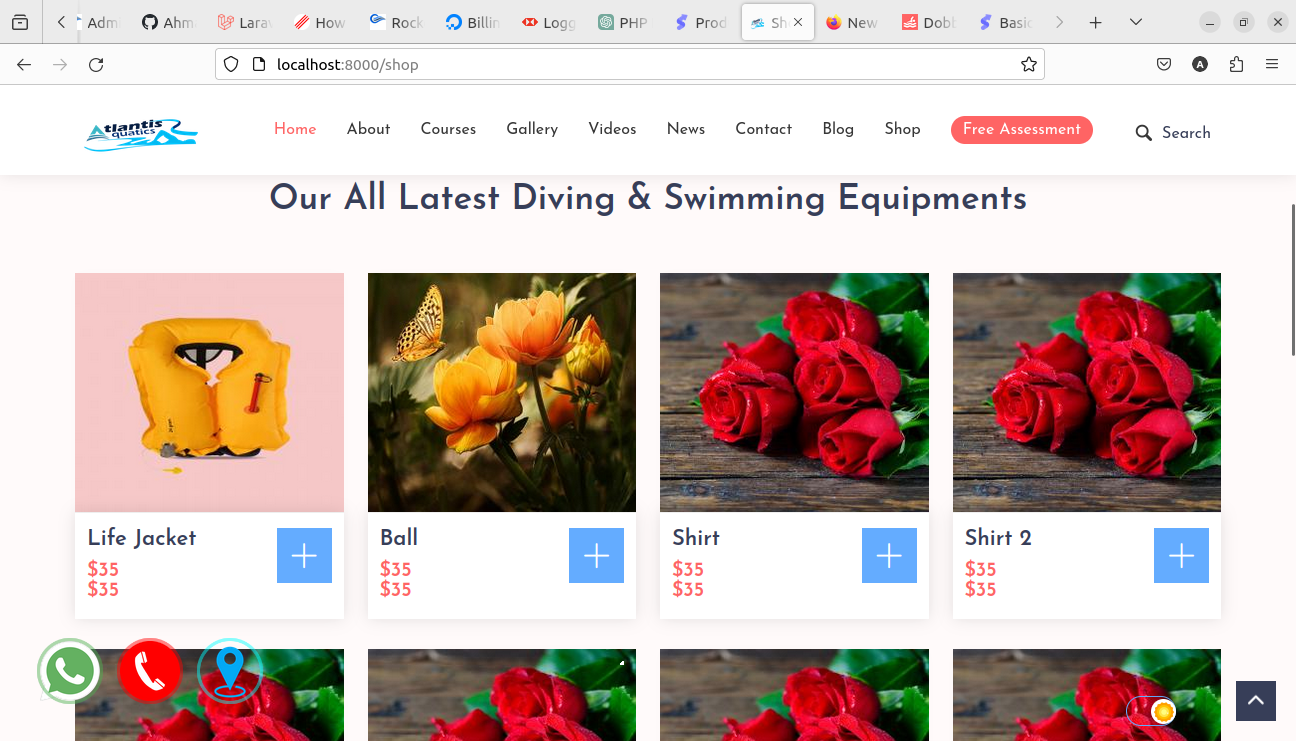 Adm
Ahm
Larav
How
Rock
Billin
Logg
PHP
Prod
Sh
New
Dobb
Basic
localhost:8000/shop
A
Atlantis
quatics
Home
About
Courses
Gallery
Videos
News
Contact
Blog
Shop
Free Assessment
Search
Our All Latest Diving & Swimming Equipments
Life Jacket
$35
$35
Ball
$35
$35
Shirt
$35
$35
Shirt 2
$35
$35